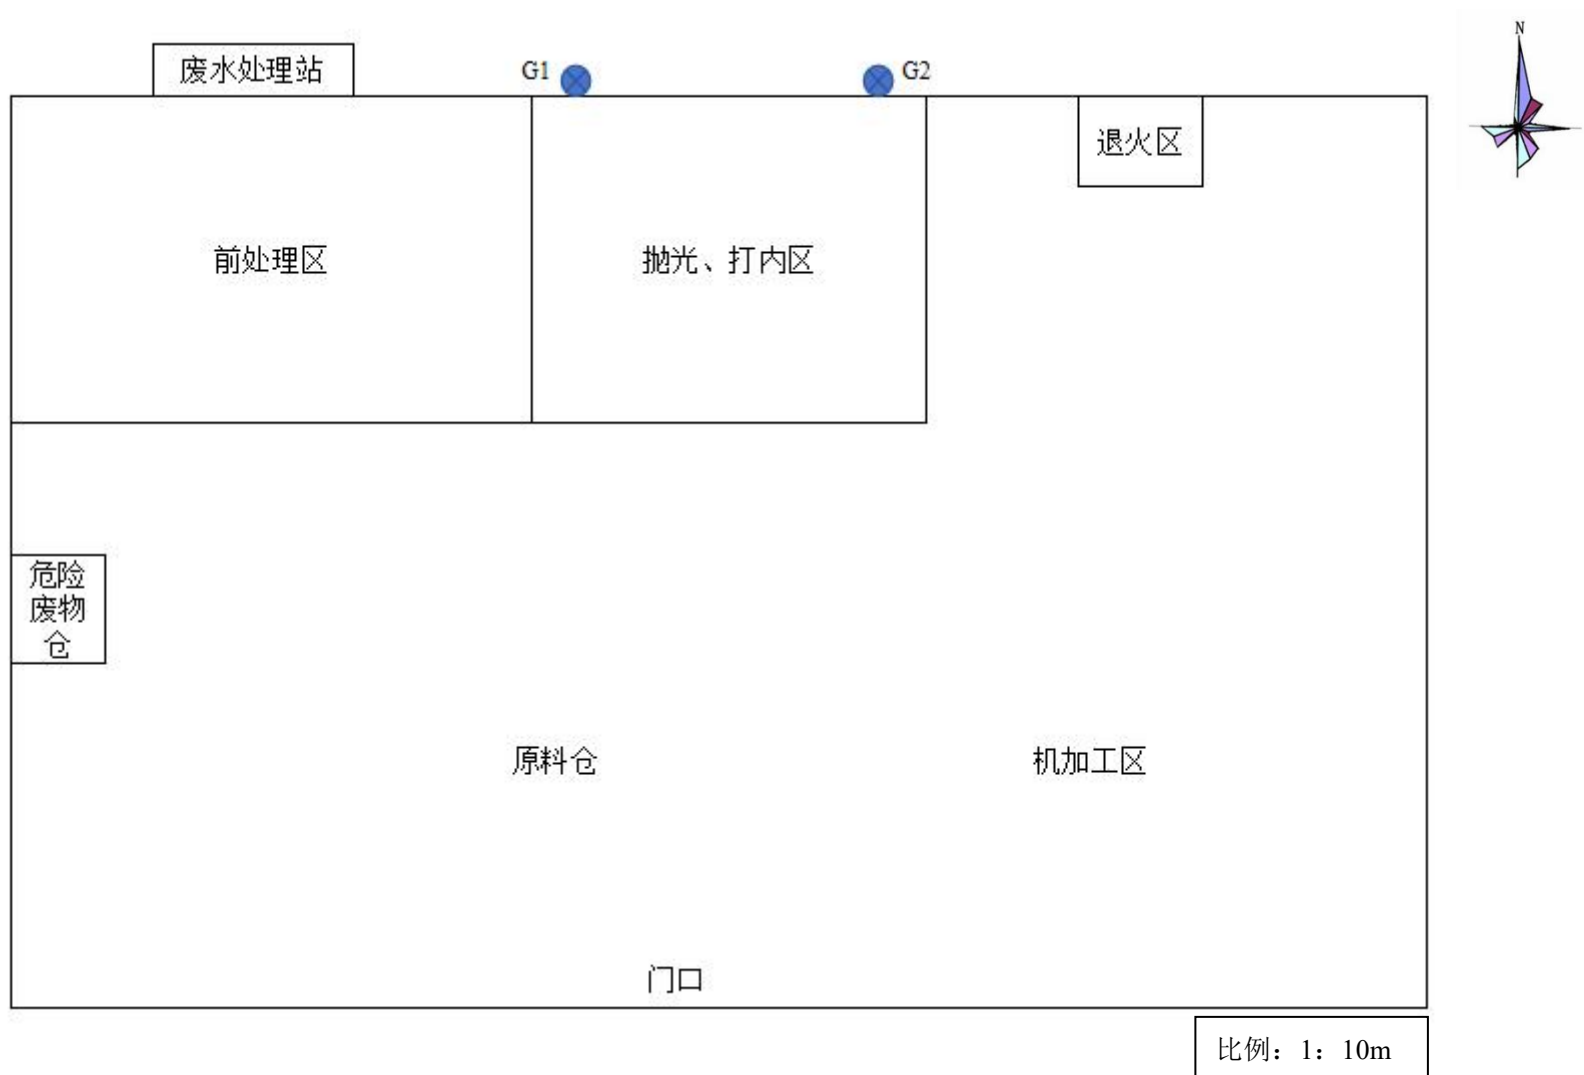 N
废水处理站
G1
G2
退火区
前处理区
抛光、打内区
危险
废物
仓
原料仓
机加工区
门口
比例：1：10m